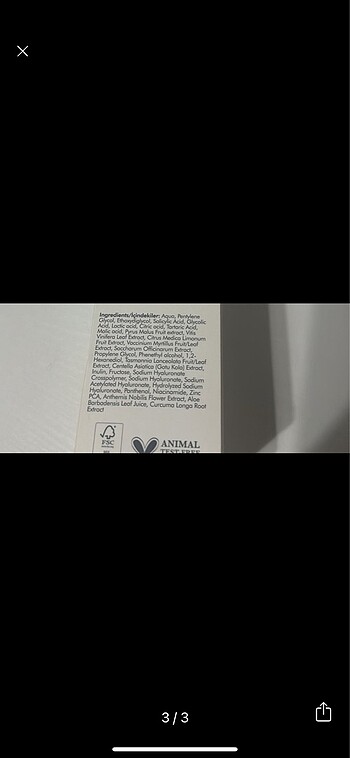 Ingredients/İçindekiler: Aqua, Pentylene
Glycol, Ethoxydiglycol, Salicylic Acid, Glycolic
Acid, Lactic acid, Citric acid, Tartaric Acid,
Malic acid, Pyrus Malus Fruit extract, Vitis
Vinifera Leaf Extract, Citrus Medica Limonum
Fruit Extract, Vaccinium Myrtillus Fruit/Leaf
Extract, Saccharum Officinarum Extract,
Propylene Glycol, Phenethyl alcohol, 1,2-
Hexanediol, Tasmannia Lanceolata Fruit/Leaf
Extract, Centella Asiatica (Gotu Kola) Extract,
Inulin, Fructose, Sodium Hyaluronate
Crosspolymer, Sodium Hyaluronate, Sodium
Acetylated Hyaluronate, Hydrolyzed Sodium
Hyaluronate, Panthenol, Niacinamide, Zinc
PCA, Anthemis Nobilis Flower Extract, Aloe
Barbadensis Leaf Juice, Curcuma Longa Root
Extract
FSC
ANIMAL
TEST-FREE
3/3